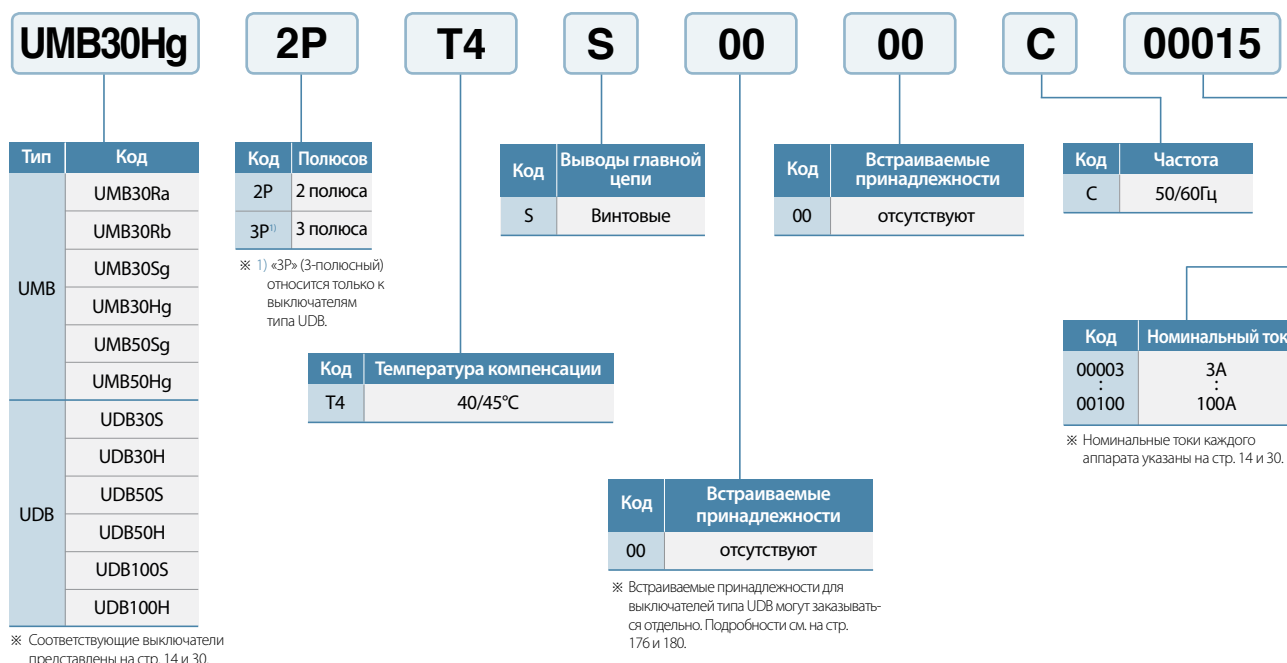 UMB30Hg 2P T4 S 00 00 C 00015
Тип Код
UMB
UMB30Ra
UMB30Rb
UMB30Sg
UMB30Hg
UMB50Sg
UMB50Hg
UDB
UDB30S
UDB30H
UDB50S
UDB50H
UDB100S
UDB100H
※ Соответствующие выключатели
представлены на стр. 14 и 30.
Код Полюсов
2P 2 полюса
3P¹⁾ 3 полюса
※ 1) «3P» (3-полюсный)
относится только к
выключателям
типа UDB.
Код Температура компенсации
T4 40/45°C
Код Выводы главной
цепи
S Винтовые
Код Встраиваемые
принадлежности
00 отсутствуют
※ Встраиваемые принадлежности для
выключателей типа UDB могут заказывать-
ся отдельно. Подробности см. на стр.
176 и 180.
Код Встраиваемые
принадлежности
00 отсутствуют
Код Частота
C 50/60Гц
Код Номинальный ток
00003 3A
: :
00100 100A
※ Номинальные токи каждого
аппарата указаны на стр. 14 и 30.